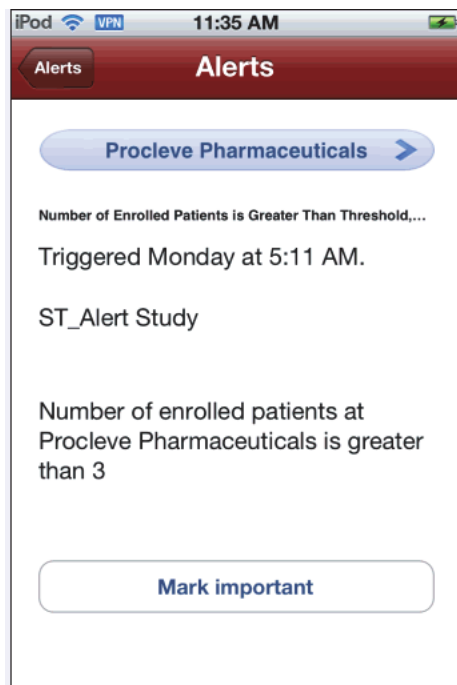 iPod VPN 11:35 AM
Alerts Alerts
Procleve Pharmaceuticals
Number of Enrolled Patients is Greater Than Threshold,...
Triggered Monday at 5:11 AM.
ST_Alert Study
Number of enrolled patients at
Procleve Pharmaceuticals is greater
than 3
Mark important